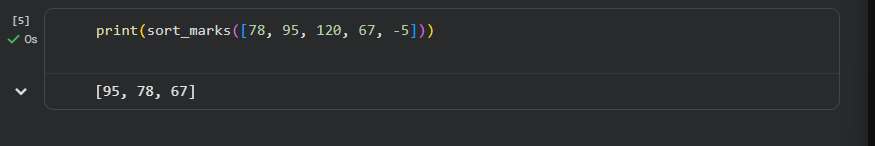 [5]
print(sort_marks([78, 95, 120, 67, -5]))
0s
[95, 78, 67]